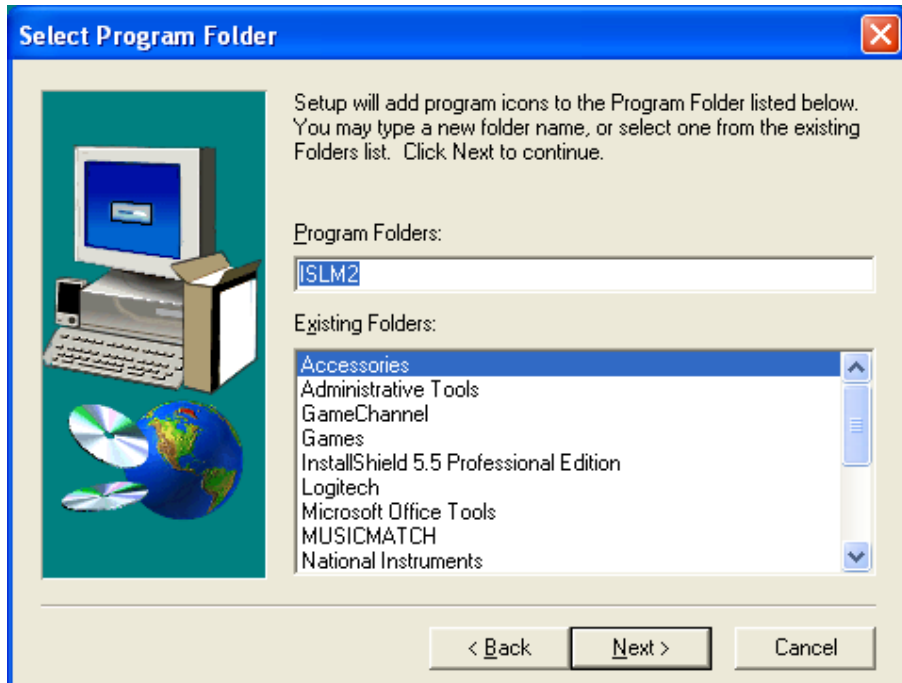 Select Program Folder
Setup will add program icons to the Program Folder listed below.
You may type a new folder name, or select one from the existing
Folders list.  Click Next to continue.
Program Folders:
ISLM2
Existing Folders:
Accessories
Administrative Tools
GameChannel
Games
InstallShield 5.5 Professional Edition
Logitech
Microsoft Office Tools
MUSICMATCH
National Instruments
< Back
Next >
Cancel